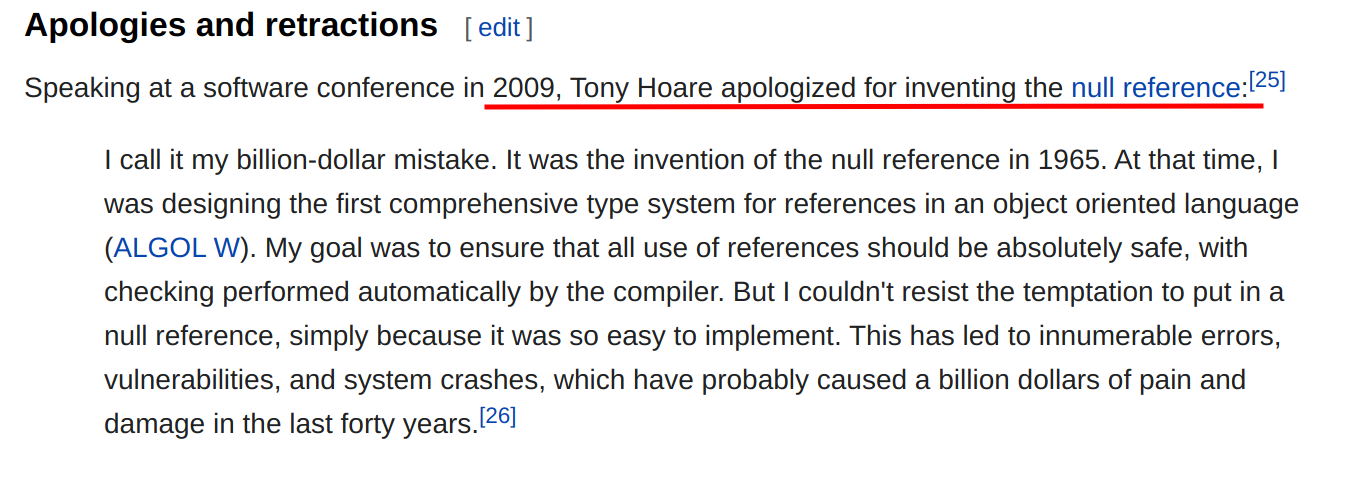 Apologies and retractions [ edit ]
Speaking at a software conference in 2009, Tony Hoare apologized for inventing the null reference:[25]
I call it my billion-dollar mistake. It was the invention of the null reference in 1965. At that time, I
was designing the first comprehensive type system for references in an object oriented language
(ALGOL W). My goal was to ensure that all use of references should be absolutely safe, with
checking performed automatically by the compiler. But I couldn't resist the temptation to put in a
null reference, simply because it was so easy to implement. This has led to innumerable errors,
vulnerabilities, and system crashes, which have probably caused a billion dollars of pain and
damage in the last forty years.[26]